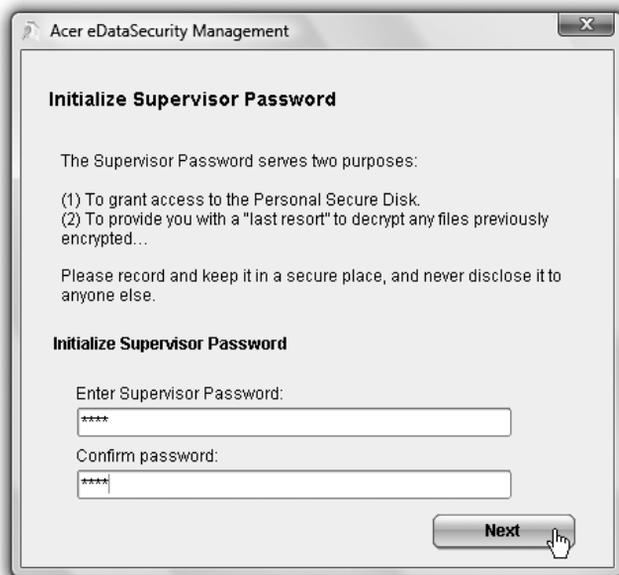 Acer eDataSecurity Management
X
Initialize Supervisor Password
The Supervisor Password serves two purposes:
(1) To grant access to the Personal Secure Disk.
(2) To provide you with a "last resort" to decrypt any files previously
encrypted...
Please record and keep it in a secure place, and never disclose it to
anyone else.
Initialize Supervisor Password
Enter Supervisor Password:
****
Confirm password:
****
Next